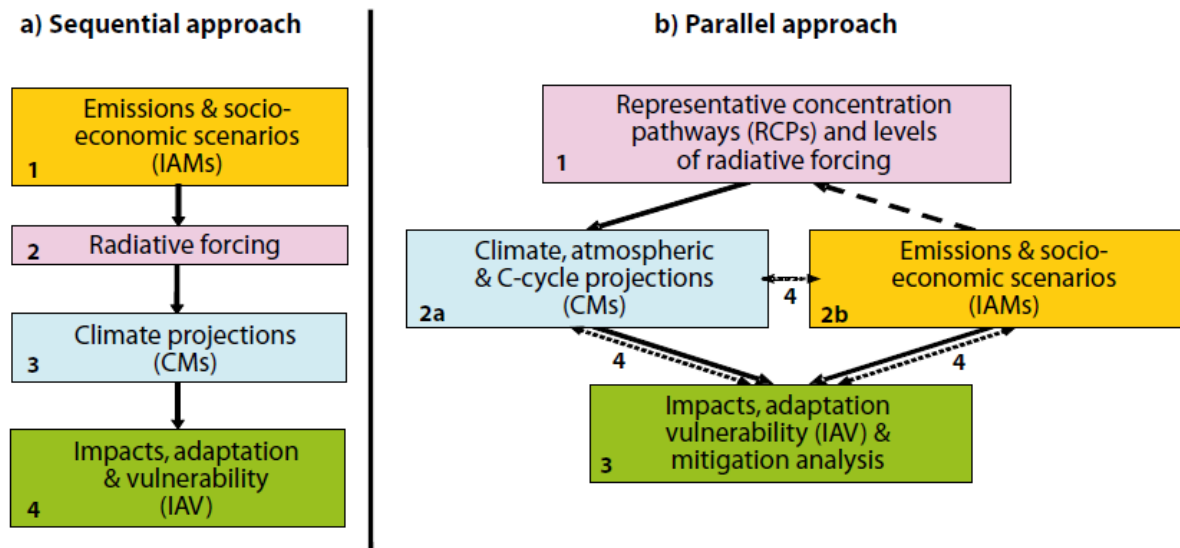 a) Sequential approach
Emissions & socio-
economic scenarios
(IAMs)
1
2 Radiative forcing
Climate projections
(CMs)
3
Impacts, adaptation
& vulnerability
(IAV)
4
b) Parallel approach
Representative concentration
pathways (RCPs) and levels
of radiative forcing
1
Climate, atmospheric
& C-cycle projections
(CMs)
2a
4
Emissions & socio-
economic scenarios
(IAMs)
2b
4
4
Impacts, adaptation
vulnerability (IAV) &
mitigation analysis
3